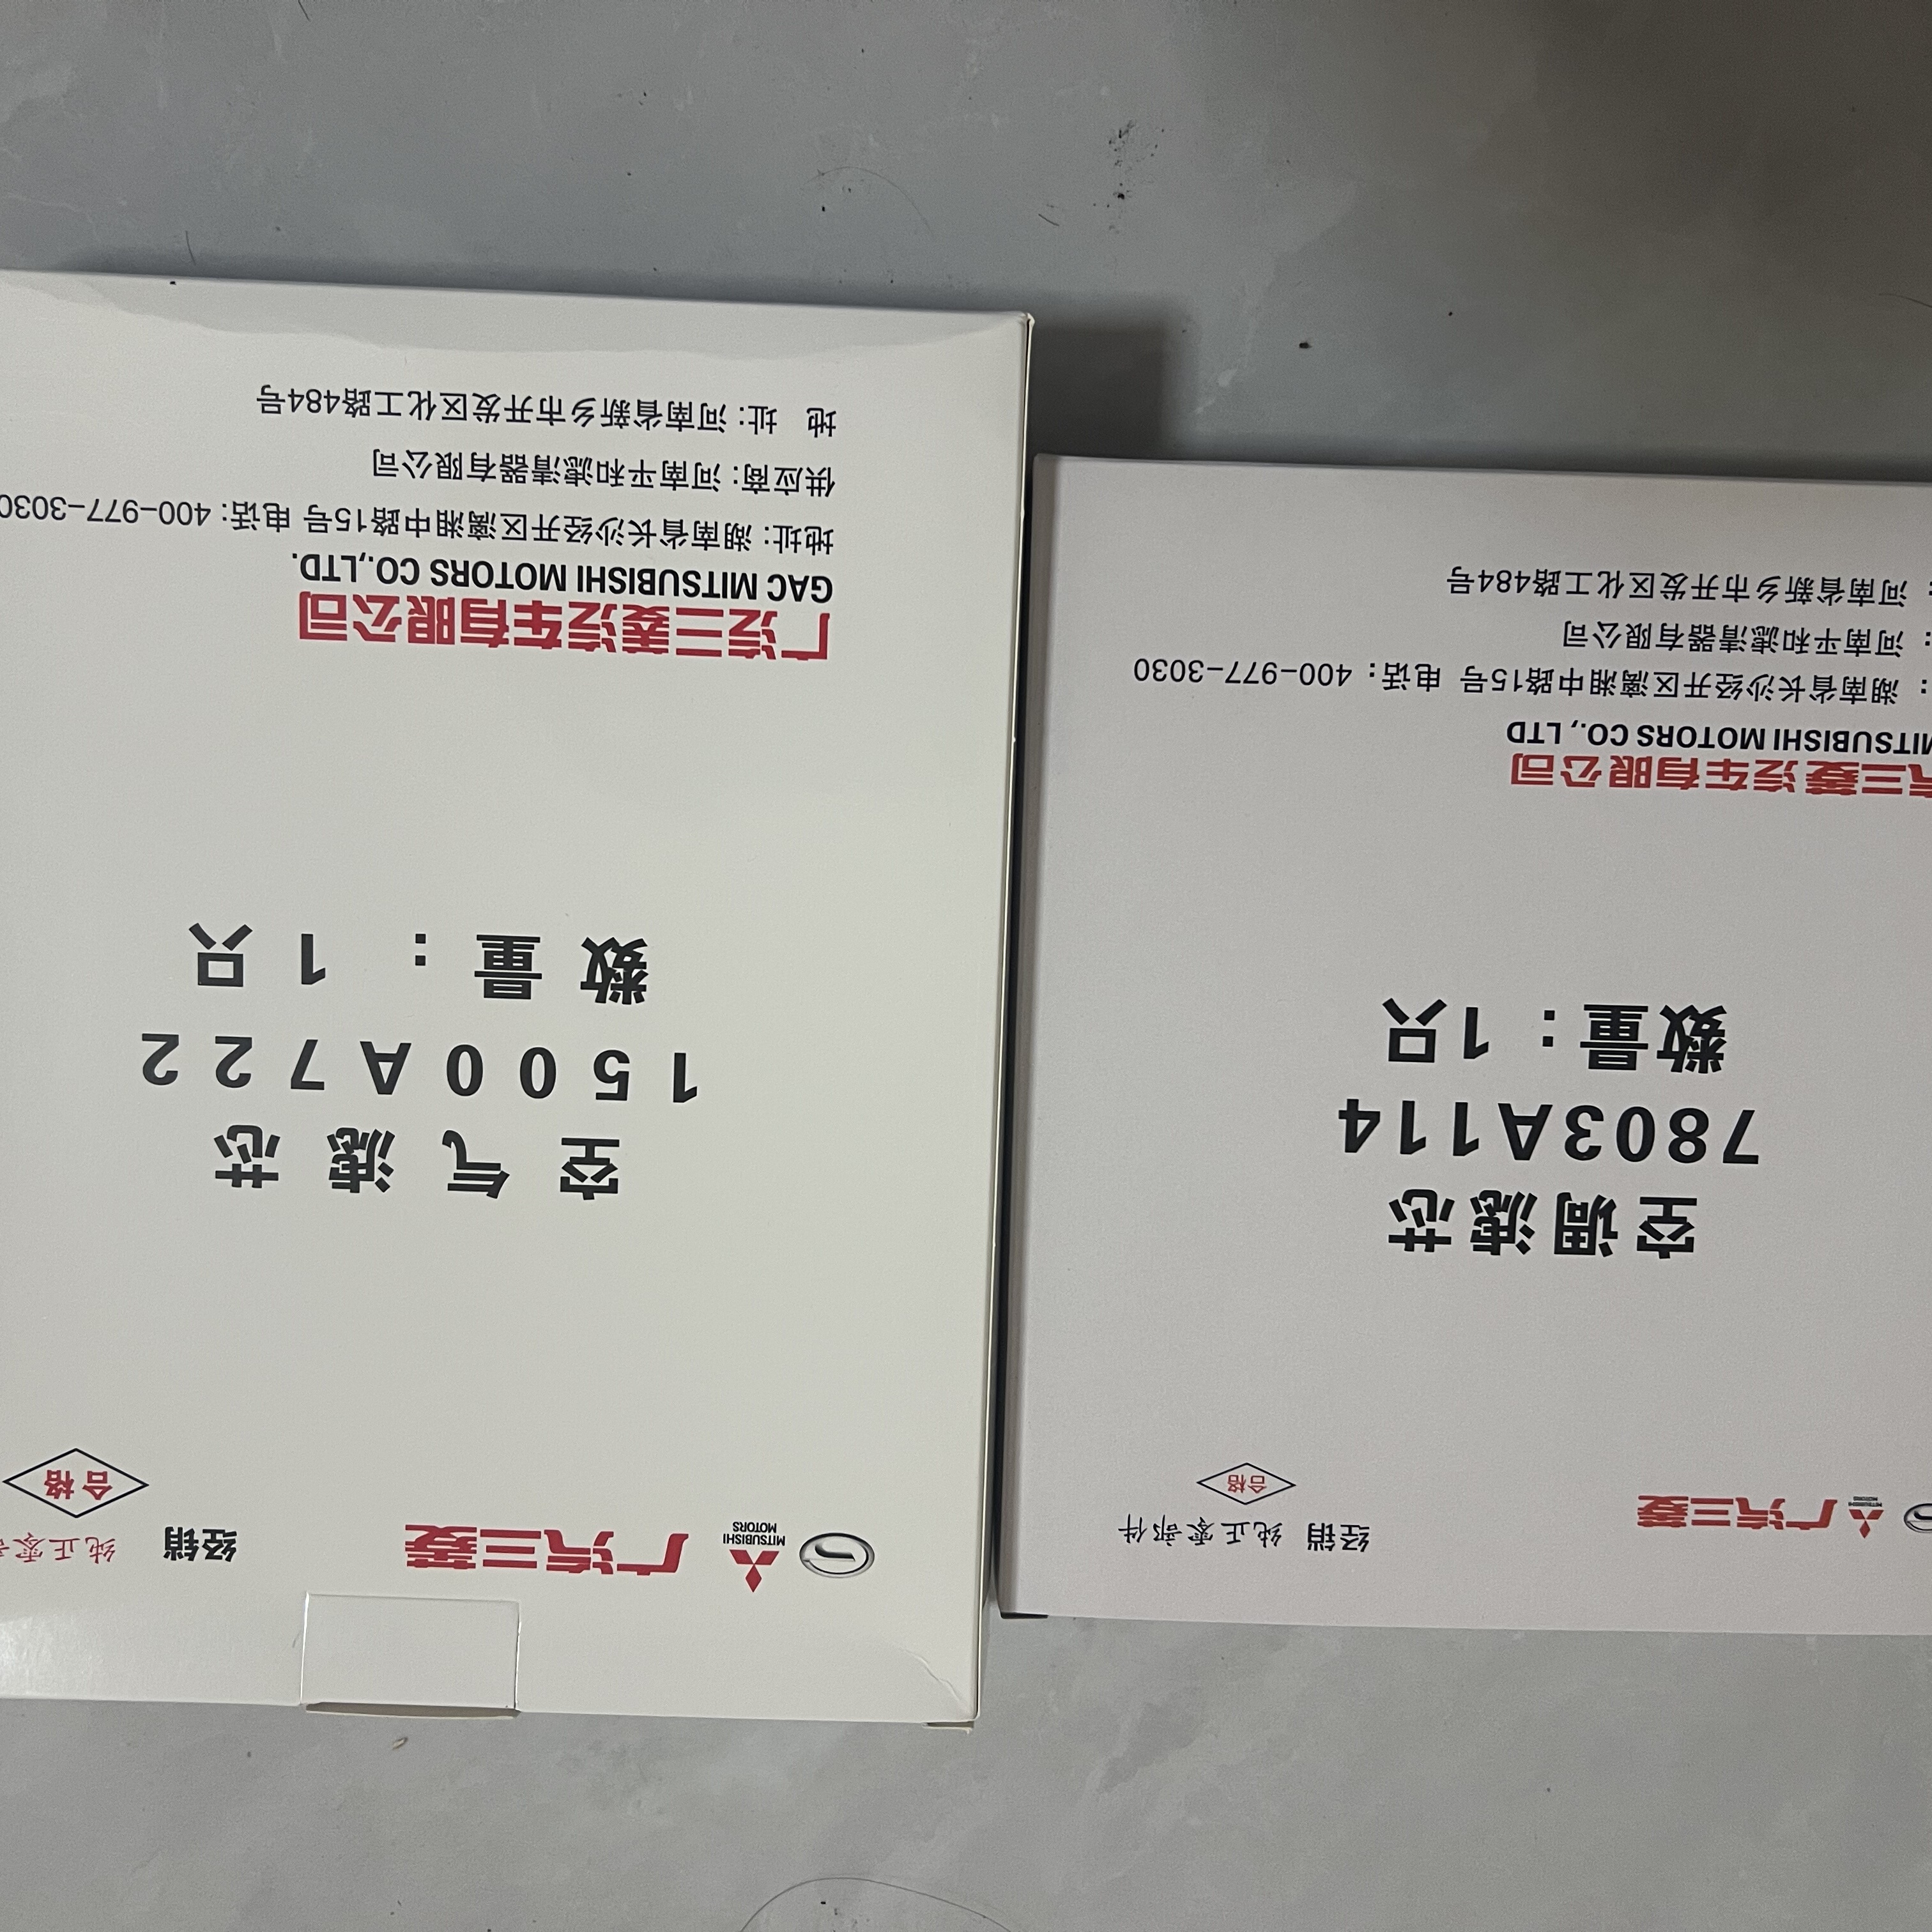 MITSUBISHI
MOTORS
广汽三菱
经销 纯正零
合格
空气滤芯
1500A722
数量：1只
广汽三菱汽车有限公司
GAC MITSUBISHI MOTORS CO.,LTD.
地址：湖南省长沙经开区漓湘中路15号 电话：400-977-3030
供应商：河南平和滤清器有限公司
地 址：河南省新乡市开发区化工路484号
MITSUBISHI
MOTORS
广汽三菱
经销 纯正零部件
合格
空调滤芯
7803A114
数量：1只
汽三菱汽车有限公司
MITSUBISHI MOTORS CO., LTD
：湖南省长沙经开区漓湘中路15号 电话：400-977-3030
：河南平和滤清器有限公司
：河南省新乡市开发区化工路484号